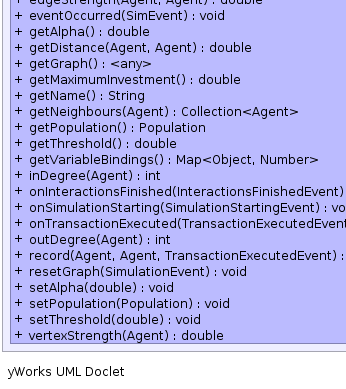 + edgeStrength(Agent, Agent) : double
+ eventOccurred(SimEvent) : void
+ getAlpha() : double
+ getDistance(Agent, Agent) : double
+ getGraph() : <any>
+ getMaximumInvestment() : double
+ getName() : String
+ getNeighbours(Agent) : Collection<Agent>
+ getPopulation() : Population
+ getThreshold() : double
+ getVariableBindings() : Map<Object, Number>
+ inDegree(Agent) : int
+ onInteractionsFinished(InteractionsFinishedEvent)
+ onSimulationStarting(SimulationStartingEvent) : vo
+ onTransactionExecuted(TransactionExecutedEvent
+ outDegree(Agent) : int
+ record(Agent, Agent, TransactionExecutedEvent) :
+ resetGraph(SimulationEvent) : void
+ setAlpha(double) : void
+ setPopulation(Population) : void
+ setThreshold(double) : void
+ vertexStrength(Agent) : double
yWorks UML Doclet